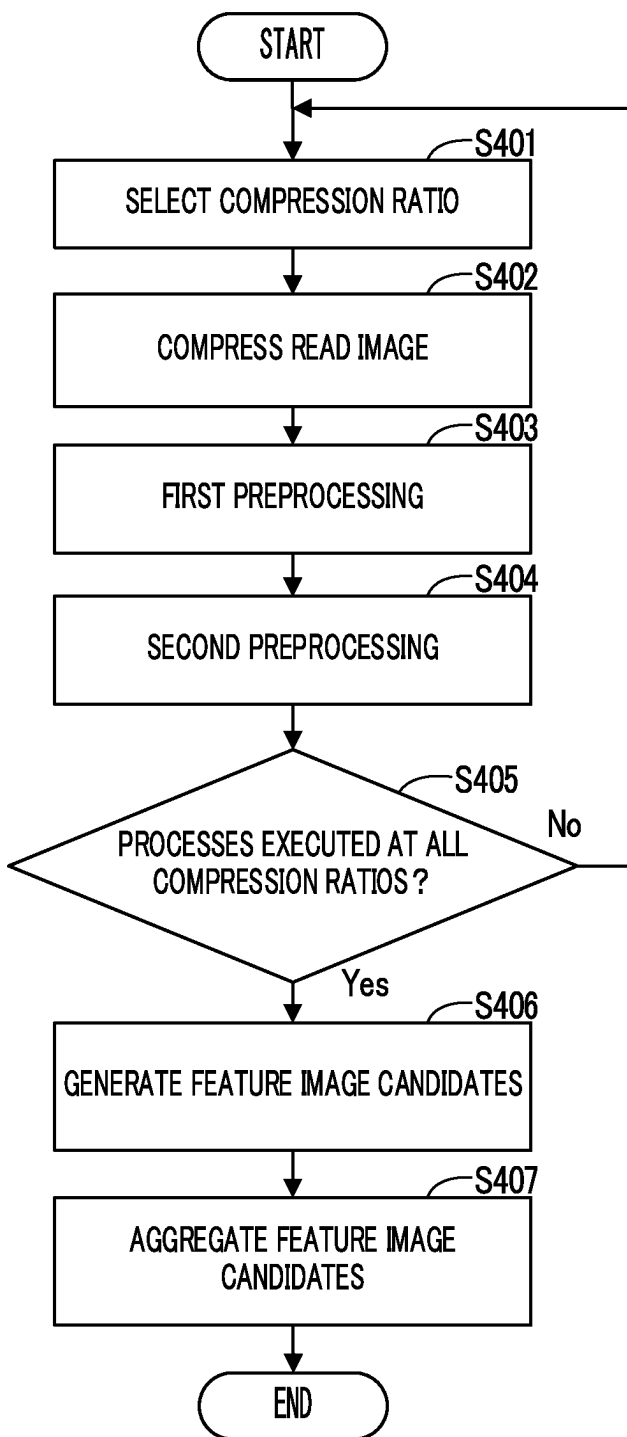 START
S401
SELECT COMPRESSION RATIO
S402
COMPRESS READ IMAGE
S403
FIRST PREPROCESSING
S404
SECOND PREPROCESSING
S405
PROCESSES EXECUTED AT ALL
COMPRESSION RATIOS?
No
Yes
S406
GENERATE FEATURE IMAGE CANDIDATES
S407
AGGREGATE FEATURE IMAGE
CANDIDATES
END